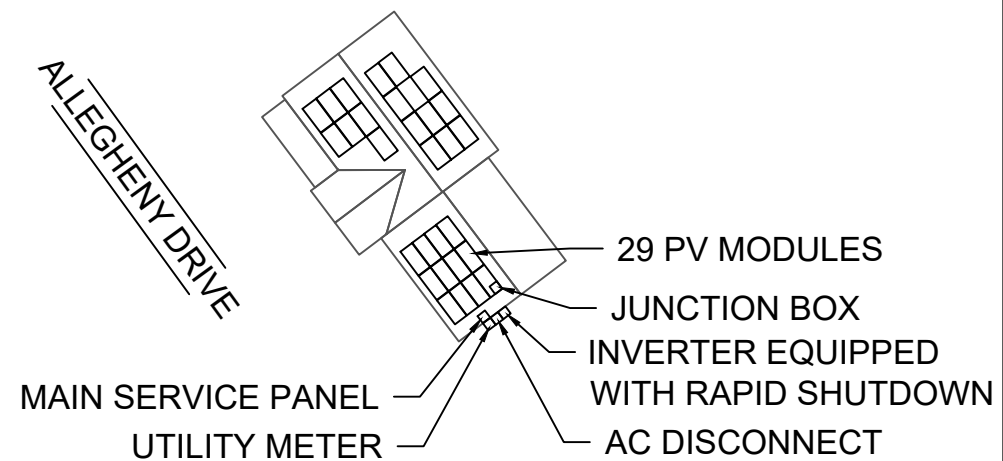 ALLEGHENY DRIVE
29 PV MODULES
JUNCTION BOX
INVERTER EQUIPPED
WITH RAPID SHUTDOWN
MAIN SERVICE PANEL
UTILITY METER
AC DISCONNECT